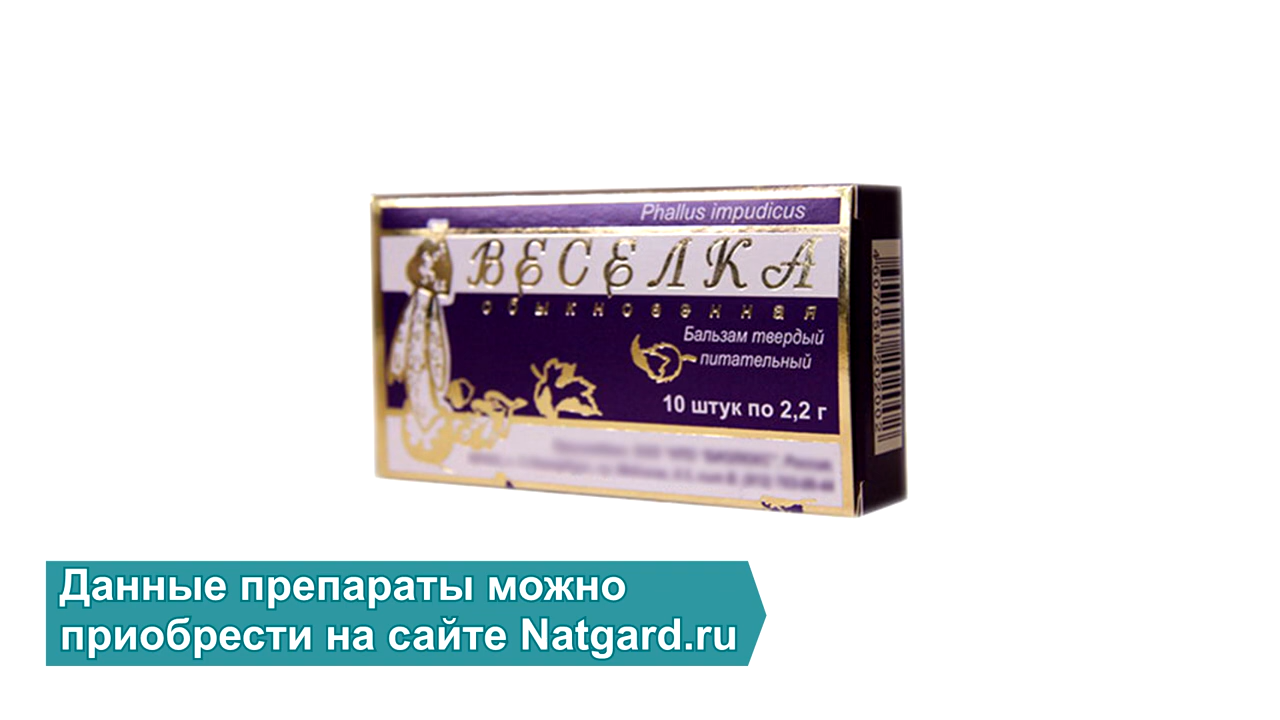 Phallus impudicus
ВЕСЕЛКА
обыкновенная
Бальзам твердый
питательный
10 штук по 2,2 г
Данные препараты можно
приобрести на сайте Natgard.ru